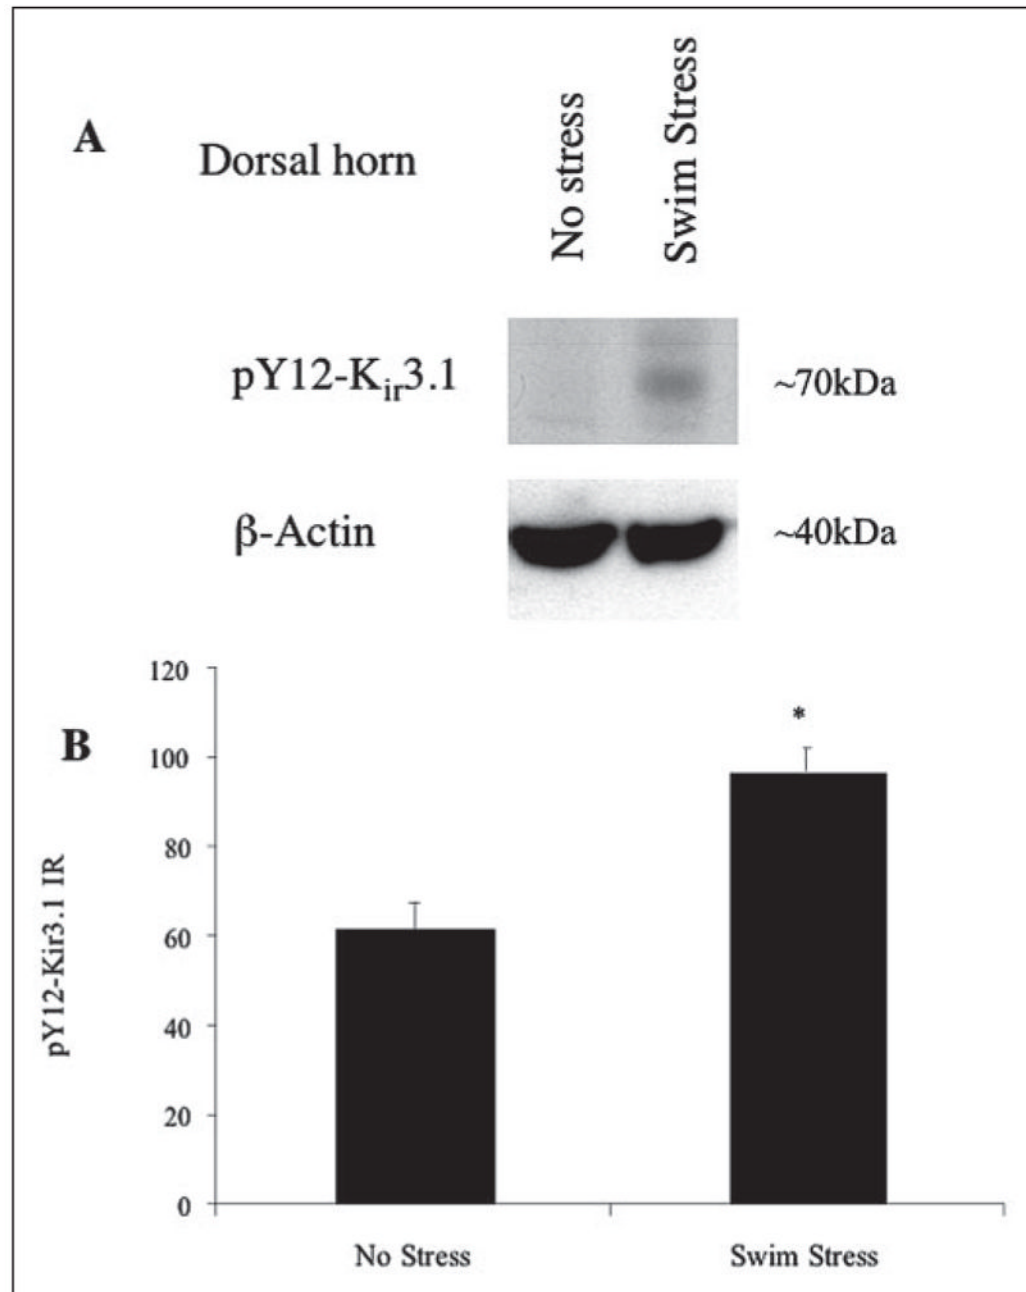 A
Dorsal horn
No stress
Swim Stress
pY12-Kir3.1
~70kDa
β-Actin
~40kDa
B
pY12-Kir3.1 IR
120
100
80
60
40
20
0
*
No Stress
Swim Stress